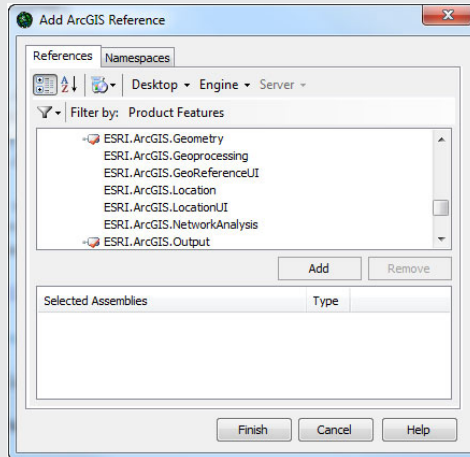 Add ArcGIS Reference
References Namespaces
Desktop Engine Server
Filter by: Product Features
ESRI.ArcGIS.Geometry
ESRI.ArcGIS.Geoprocessing
ESRI.ArcGIS.GeoReferenceUI
ESRI.ArcGIS.Location
ESRI.ArcGIS.LocationUI
ESRI.ArcGIS.NetworkAnalysis
ESRI.ArcGIS.Output
Add Remove
Selected Assemblies Type
Finish Cancel Help